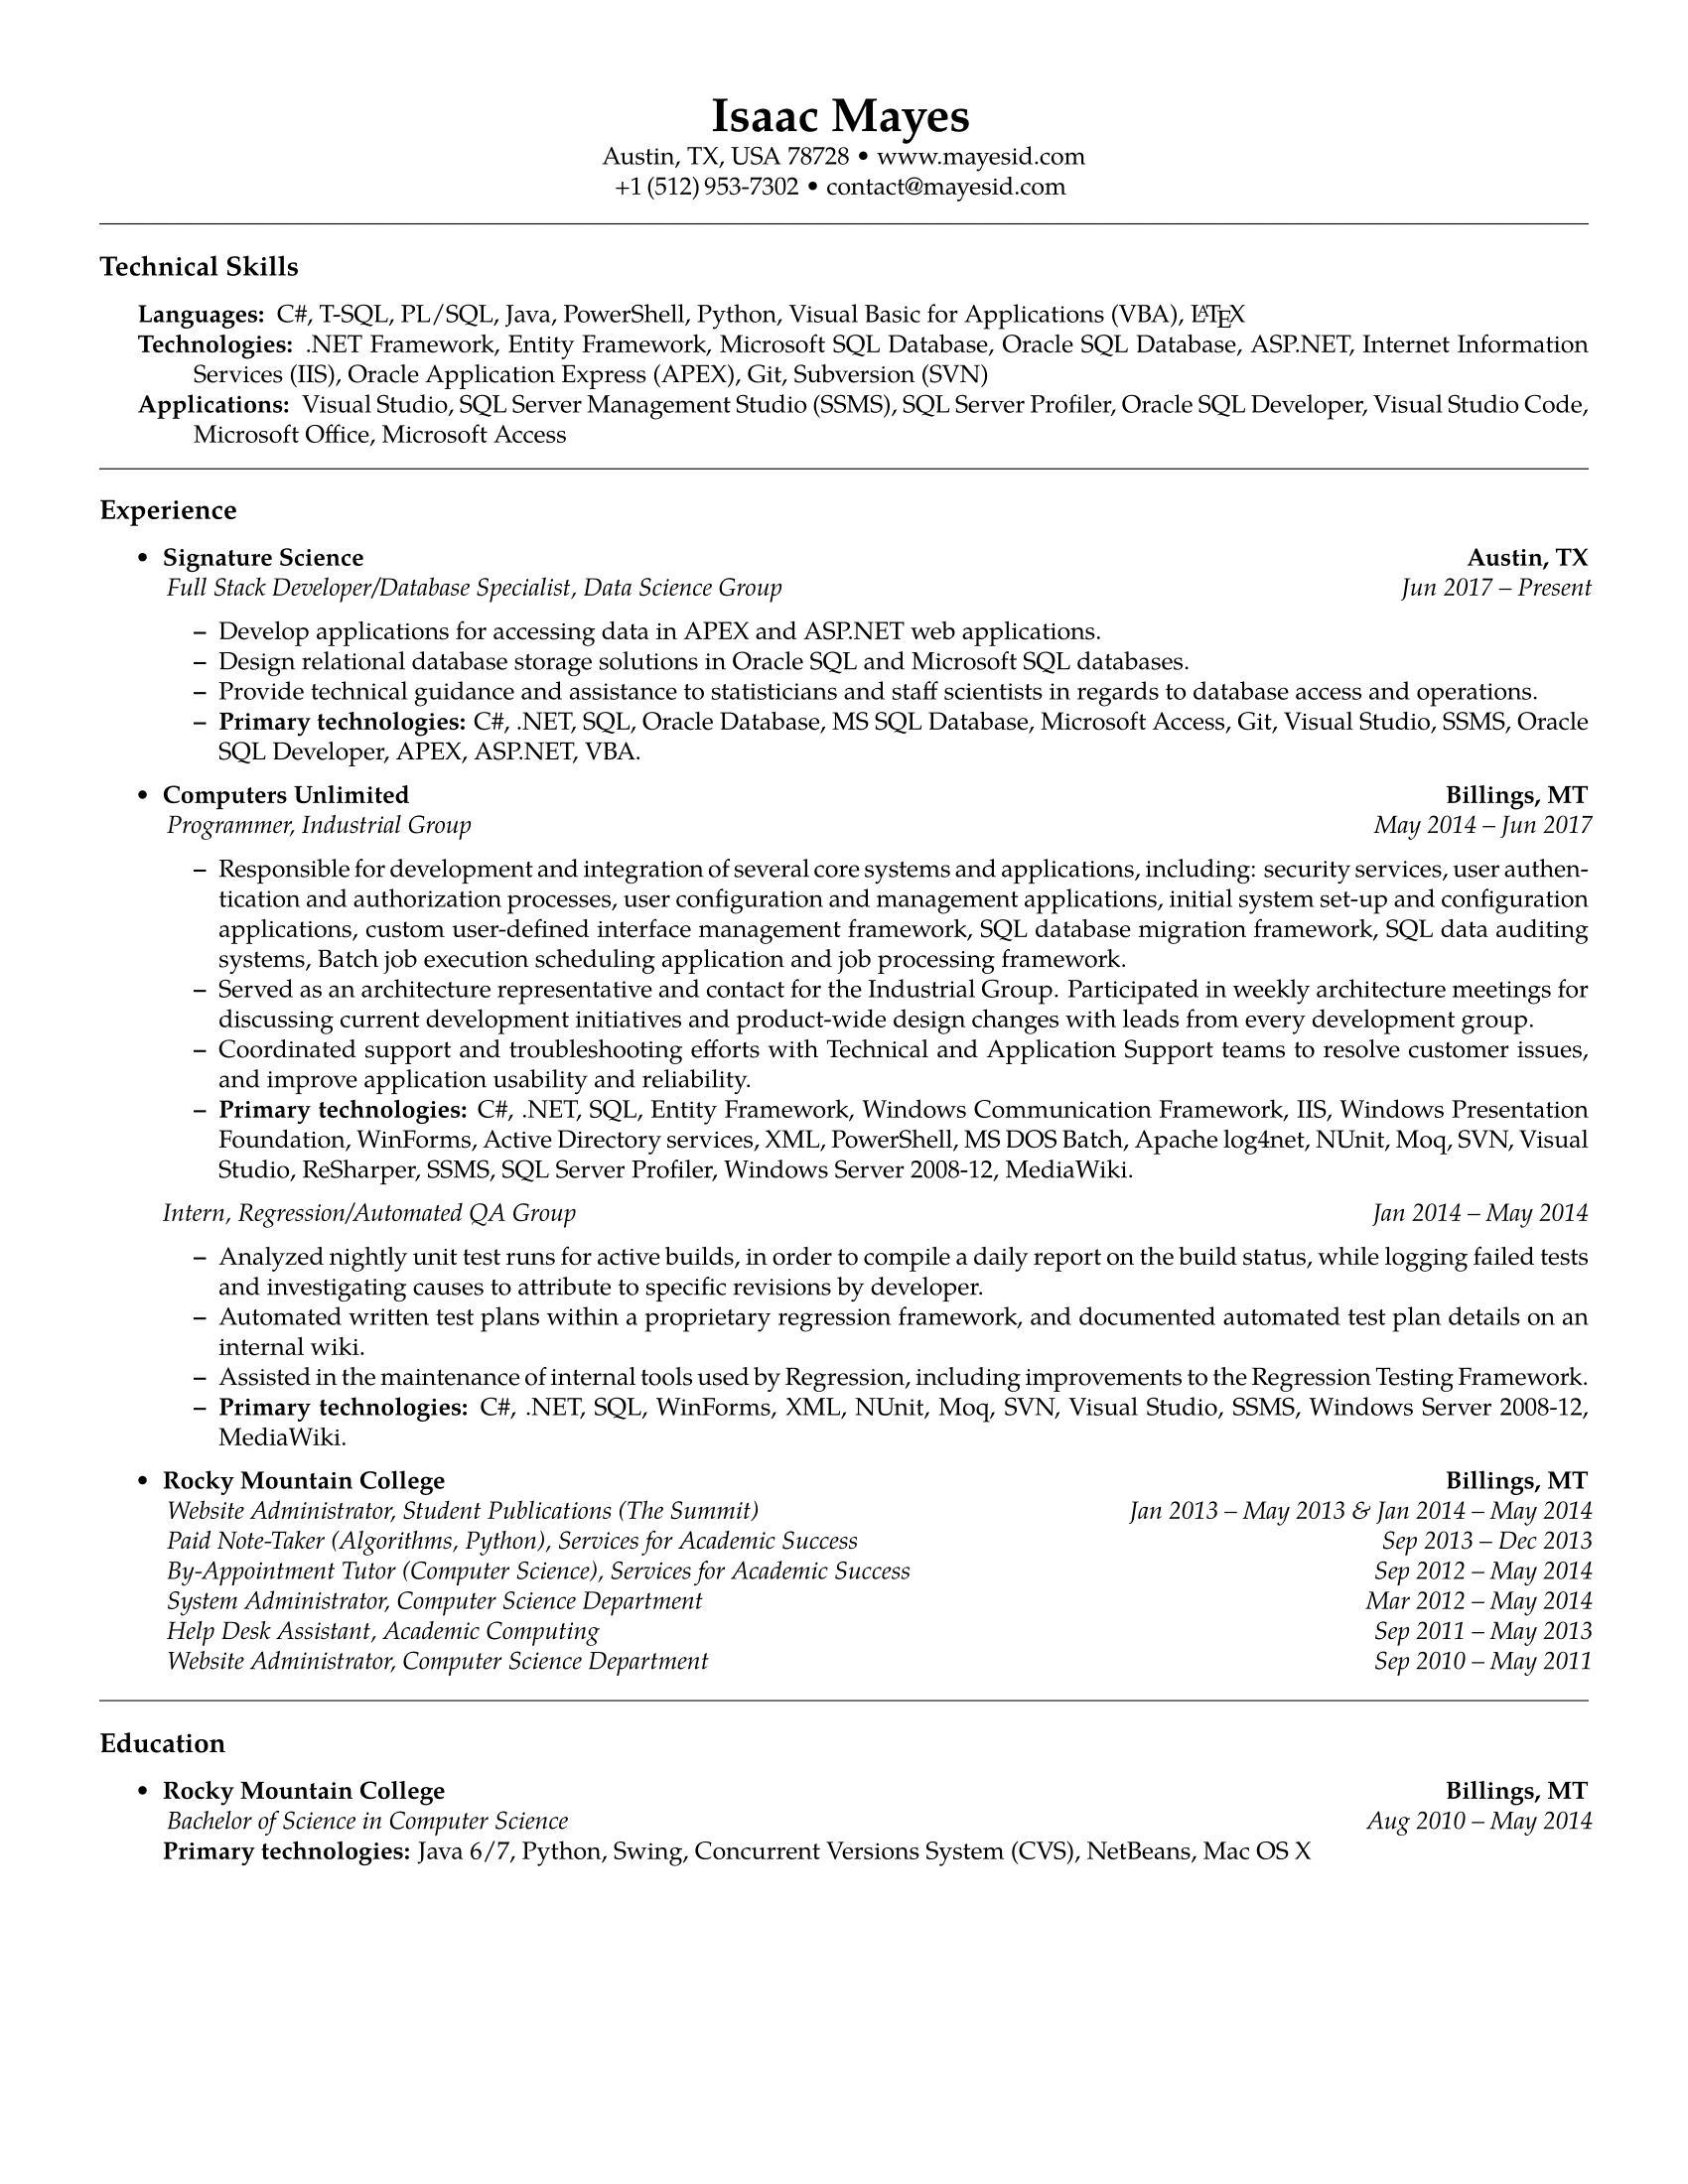 Isaac Mayes
Austin, TX, USA 78728 • www.mayesid.com
+1 (512) 953-7302 • contact@mayesid.com
Technical Skills
Languages: C#, T-SQL, PL/SQL, Java, PowerShell, Python, Visual Basic for Applications (VBA), LATEX
Technologies: .NET Framework, Entity Framework, Microsoft SQL Database, Oracle SQL Database, ASP.NET, Internet Information
Services (IIS), Oracle Application Express (APEX), Git, Subversion (SVN)
Applications: Visual Studio, SQL Server Management Studio (SSMS), SQL Server Profiler, Oracle SQL Developer, Visual Studio Code,
Microsoft Office, Microsoft Access
Experience
• Signature Science Austin, TX
Full Stack Developer/Database Specialist, Data Science Group Jun 2017 – Present
– Develop applications for accessing data in APEX and ASP.NET web applications.
– Design relational database storage solutions in Oracle SQL and Microsoft SQL databases.
– Provide technical guidance and assistance to statisticians and staff scientists in regards to database access and operations.
– Primary technologies: C#, .NET, SQL, Oracle Database, MS SQL Database, Microsoft Access, Git, Visual Studio, SSMS, Oracle
SQL Developer, APEX, ASP.NET, VBA.
• Computers Unlimited Billings, MT
Programmer, Industrial Group May 2014 – Jun 2017
– Responsible for development and integration of several core systems and applications, including: security services, user authen-
tication and authorization processes, user configuration and management applications, initial system set-up and configuration
applications, custom user-defined interface management framework, SQL database migration framework, SQL data auditing
systems, Batch job execution scheduling application and job processing framework.
– Served as an architecture representative and contact for the Industrial Group. Participated in weekly architecture meetings for
discussing current development initiatives and product-wide design changes with leads from every development group.
– Coordinated support and troubleshooting efforts with Technical and Application Support teams to resolve customer issues,
and improve application usability and reliability.
– Primary technologies: C#, .NET, SQL, Entity Framework, Windows Communication Framework, IIS, Windows Presentation
Foundation, WinForms, Active Directory services, XML, PowerShell, MS DOS Batch, Apache log4net, NUnit, Moq, SVN, Visual
Studio, ReSharper, SSMS, SQL Server Profiler, Windows Server 2008-12, MediaWiki.
Intern, Regression/Automated QA Group Jan 2014 – May 2014
– Analyzed nightly unit test runs for active builds, in order to compile a daily report on the build status, while logging failed tests
and investigating causes to attribute to specific revisions by developer.
– Automated written test plans within a proprietary regression framework, and documented automated test plan details on an
internal wiki.
– Assisted in the maintenance of internal tools used by Regression, including improvements to the Regression Testing Framework.
– Primary technologies: C#, .NET, SQL, WinForms, XML, NUnit, Moq, SVN, Visual Studio, SSMS, Windows Server 2008-12,
MediaWiki.
• Rocky Mountain College Billings, MT
Website Administrator, Student Publications (The Summit) Jan 2013 – May 2013 & Jan 2014 – May 2014
Paid Note-Taker (Algorithms, Python), Services for Academic Success Sep 2013 – Dec 2013
By-Appointment Tutor (Computer Science), Services for Academic Success Sep 2012 – May 2014
System Administrator, Computer Science Department Mar 2012 – May 2014
Help Desk Assistant, Academic Computing Sep 2011 – May 2013
Website Administrator, Computer Science Department Sep 2010 – May 2011
Education
• Rocky Mountain College Billings, MT
Bachelor of Science in Computer Science Aug 2010 – May 2014
Primary technologies: Java 6/7, Python, Swing, Concurrent Versions System (CVS), NetBeans, Mac OS X